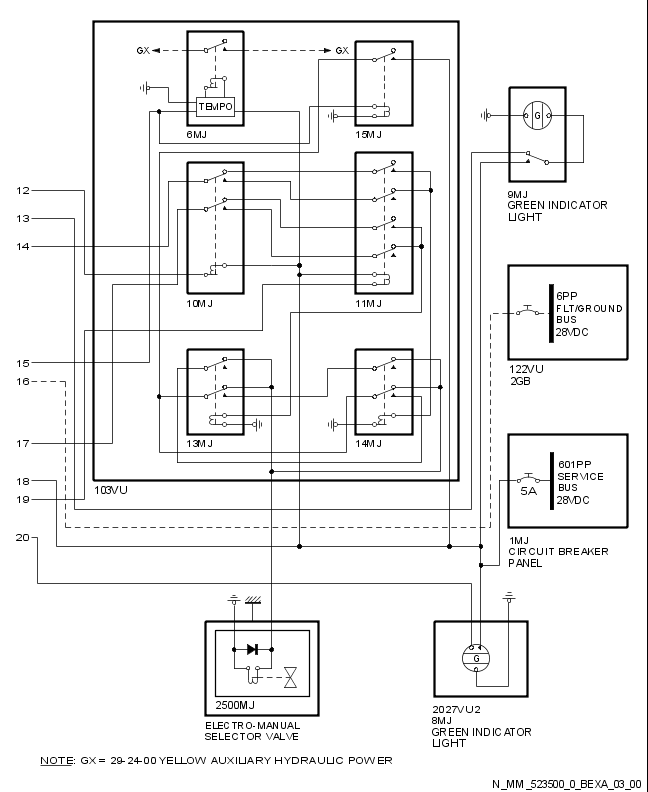 GX
GX
TEMPO
6MJ
15MJ
G
9MJ
GREEN INDICATOR
LIGHT
12
13
14
10MJ
11MJ
6PP
FLT/GROUND
BUS
28VDC
15
16
122VU
2GB
17
13MJ
14MJ
18
19
103VU
601PP
SERVICE
BUS
28VDC
5A
20
1MJ
CIRCUIT BREAKER
PANEL
G
2500MJ
2027VU2
8MJ
GREEN INDICATOR
LIGHT
ELECTRO-MANUAL
SELECTOR VALVE
NOTE: GX = 29-24-00 YELLOW AUXILIARY HYDRAULIC POWER
N_MM_523500_0_BEXA_03_00